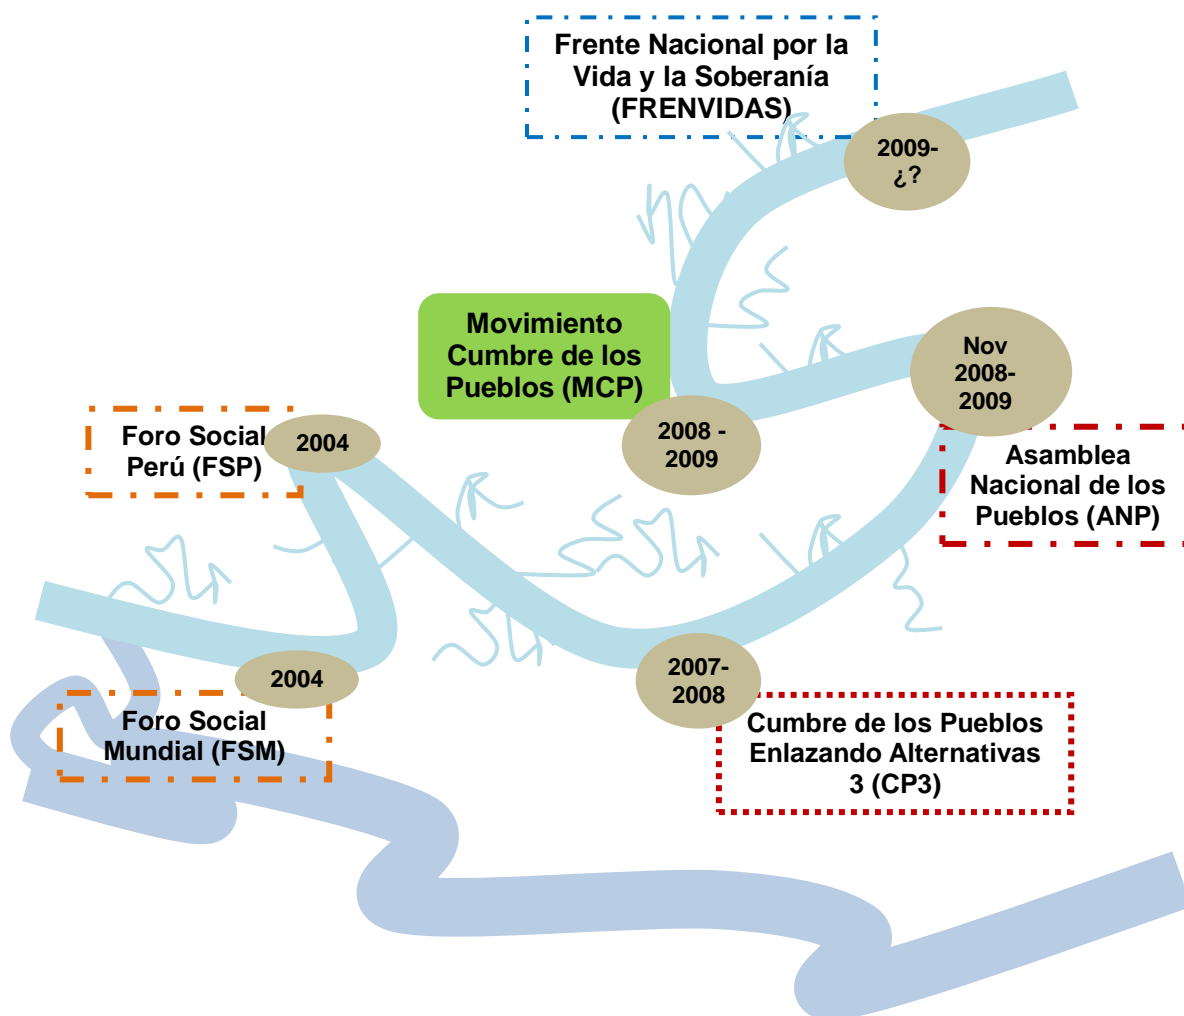 Frente Nacional por la
Vida y la Soberanía
(FRENVIDAS)
2009-
¿?
Movimiento
Cumbre de los
Pueblos (MCP)
Nov
2008-
2009
2008 -
2009
Foro Social
Perú (FSP)
2004
Asamblea
Nacional de los
Pueblos (ANP)
2004
2007-
2008
Foro Social
Mundial (FSM)
Cumbre de los Pueblos
Enlazando Alternativas
3 (CP3)